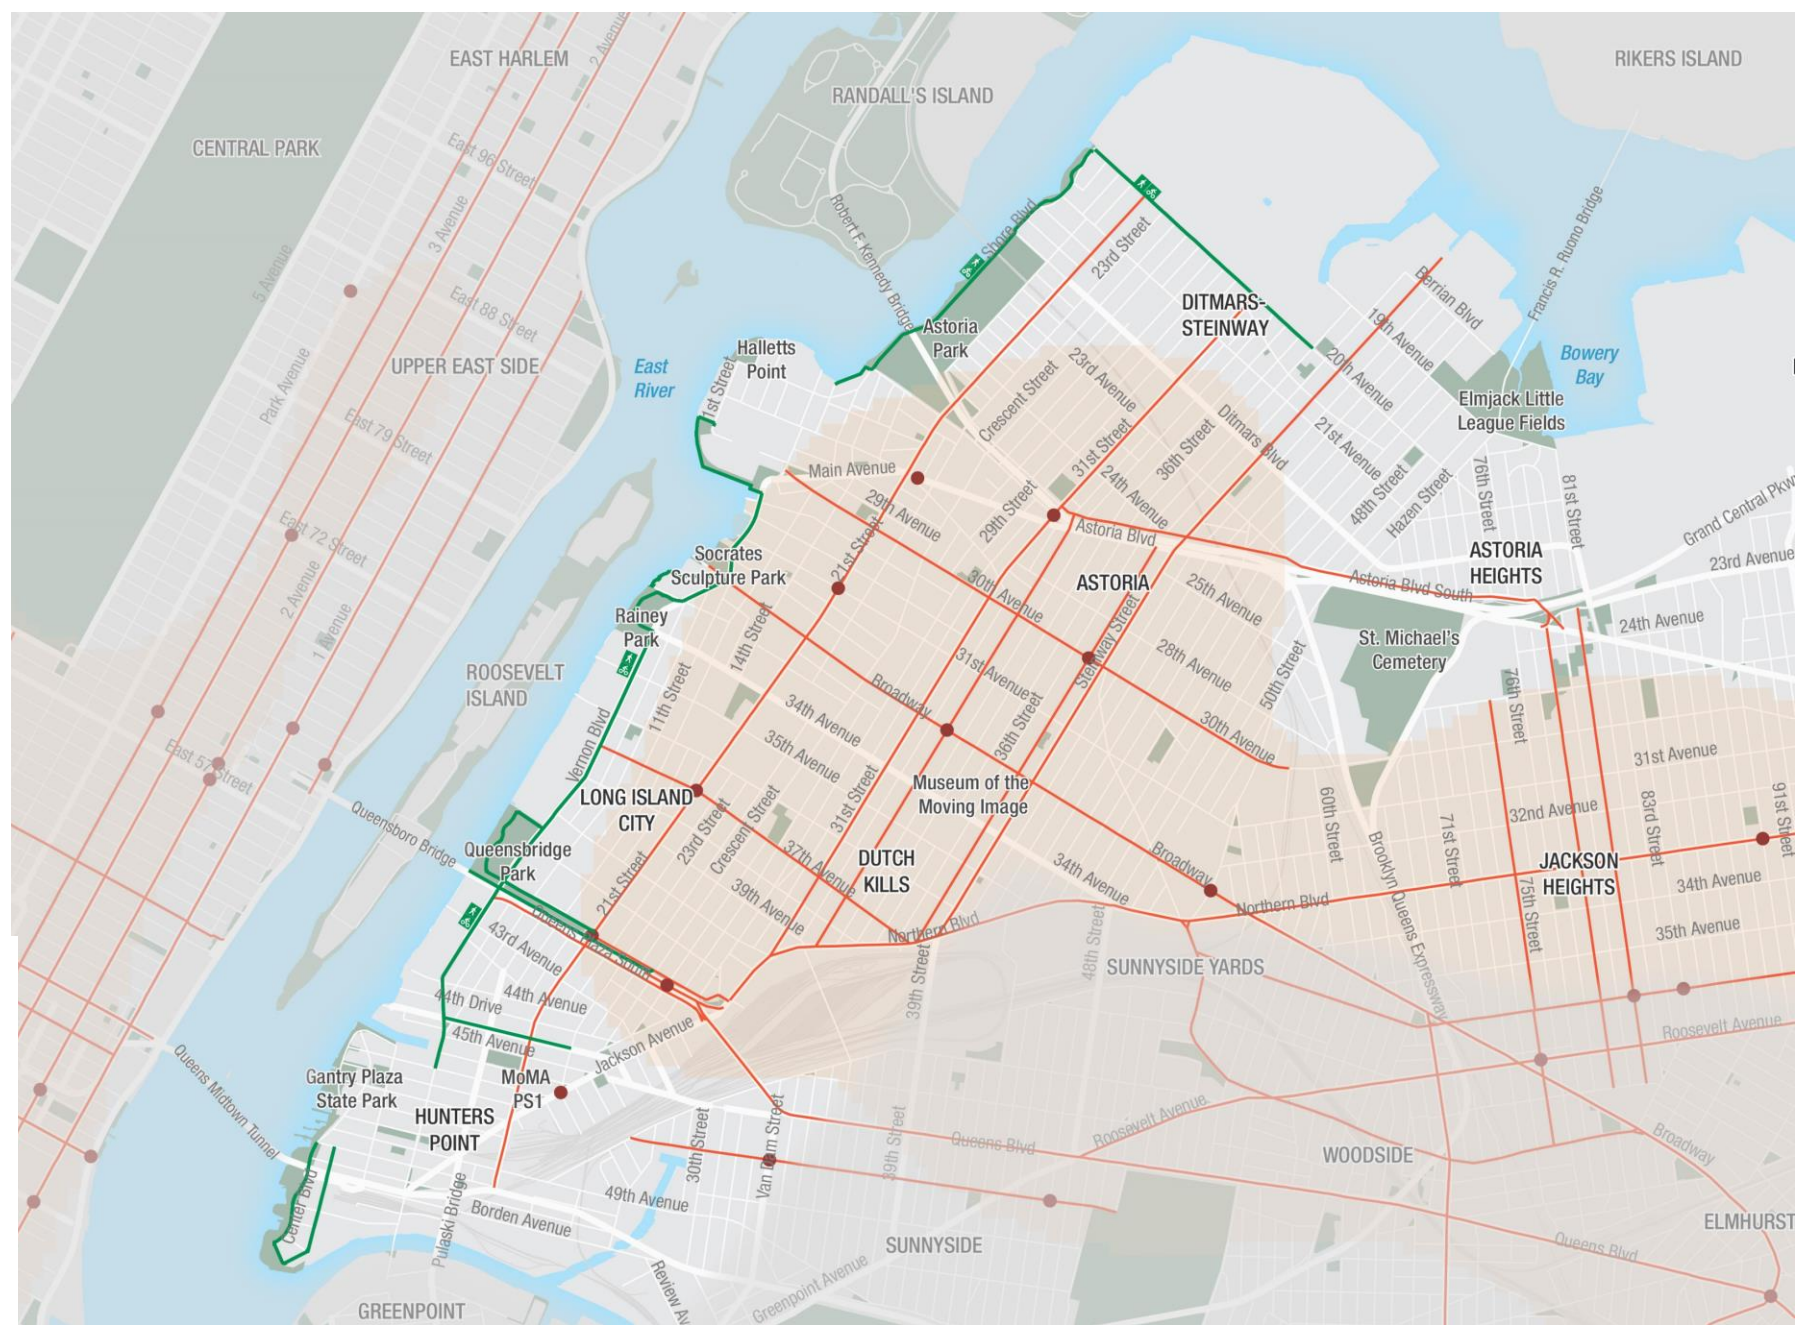 EAST HARLEM
2 Avenue
RIKERS ISLAND
RANDALL'S ISLAND
CENTRAL PARK
East 96 Street
3 Avenue
5 Avenue
Robert F. Kennedy Bridge
Shore Blvd
23rd Street
Francis R. Ruono Bridge
Berrian Blvd
East 88 Street
DITMARS-
STEINWAY
19th Avenue
Astoria
Park
Halletts
Point
East
River
UPPER EAST SIDE
Park Avenue
1st Street
23rd Avenue
20th Avenue
Bowery
Bay
Elmjack Little
League Fields
Crescent Street
East 79 Street
31st Street
36th Street
Ditmars Blvd
21st Avenue
Main Avenue
24th Avenue
48th Street
Hazen Street
76th Street
81st Street
Grand Central Pkwy
29th Avenue
29th Street
Astoria Blvd
East 72 Street
21st Street
Socrates
Sculpture Park
30th Avenue
ASTORIA
25th Avenue
Astoria Blvd South
ASTORIA
HEIGHTS
23rd Avenue
2 Avenue
1 Avenue
Rainey
Park
14th Street
Steinway Street
28th Avenue
50th Street
St. Michael's
Cemetery
24th Avenue
ROOSEVELT
ISLAND
11th Street
31st Avenue
Broadway
34th Avenue
36th Street
30th Avenue
76th Street
35th Avenue
East 57 Street
Vernon Blvd
31st Avenue
Museum of the
Moving Image
LONG ISLAND
CITY
31st Street
32nd Avenue
83rd Street
91st Street
60th Street
71st Street
Queensboro Bridge
23rd Street
Crescent Street
37th Avenue
Queensbridge
Park
DUTCH
KILLS
34th Avenue
Broadway
Brooklyn Queens Expressway
JACKSON
HEIGHTS
34th Avenue
21st Street
39th Avenue
Northern Blvd
Northern Blvd
75th Street
35th Avenue
Queens Plaza South
43rd Avenue
39th Street
48th Street
SUNNYSIDE YARDS
44th Drive
44th Avenue
45th Avenue
Jackson Avenue
Roosevelt Avenue
Queens Midtown Tunnel
Gantry Plaza
State Park
MoMA
PS1
HUNTERS
POINT
30th Street
Van Dam Street
39th Street
Queens Blvd
Roosevelt Avenue
Broadway
WOODSIDE
Center Blvd
Pulaski Bridge
49th Avenue
Borden Avenue
SUNNYSIDE
ELMHURST
Queens Blvd
Review Av
Greenpoint Avenue
GREENPOINT